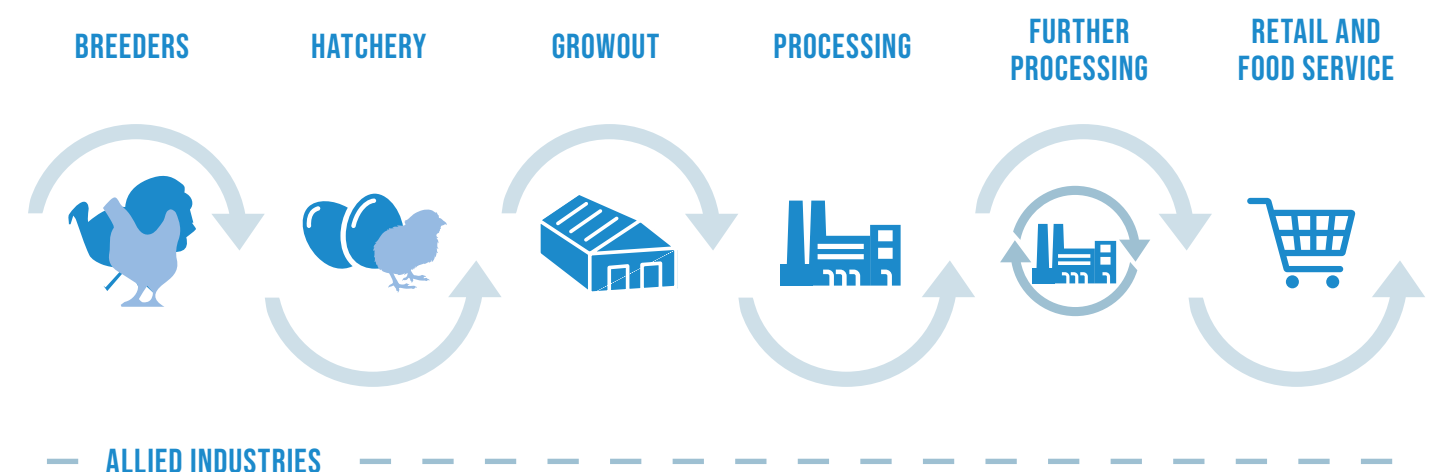 BREEDERS
HATCHERY
GROWOUT
PROCESSING
FURTHER
PROCESSING
RETAIL AND
FOOD SERVICE
ALLIED INDUSTRIES